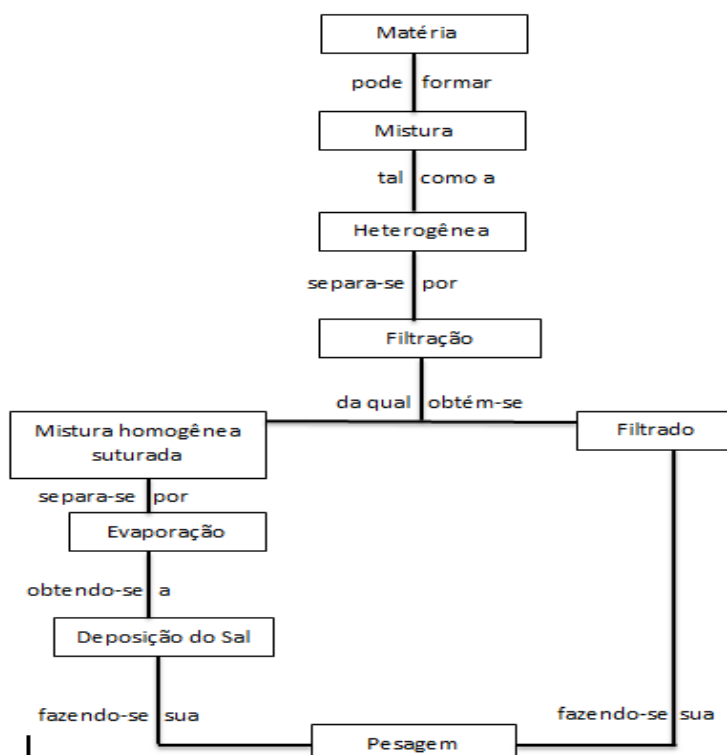 Matéria
pode formar
Mistura
tal como a
Heterogênea
separa-se por
Filtração
da qual obtém-se
Mistura homogênea
suturada
Filtrado
separa-se por
Evaporação
obtendo-se a
Deposição do Sal
fazendo-se sua
fazendo-se sua
Pesagem